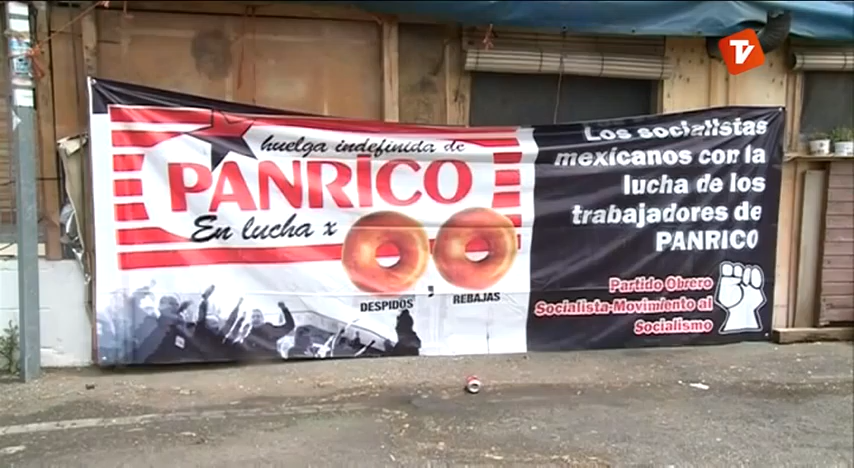 huelga indefinida de
PANRICO
En lucha x
DESPIDOS , REBAJAS
Los socialistas
mexicanos con la
lucha de los
trabajadores de
PANRICO
Partido Obrero
Socialista-Movimiento al
Socialismo
TV